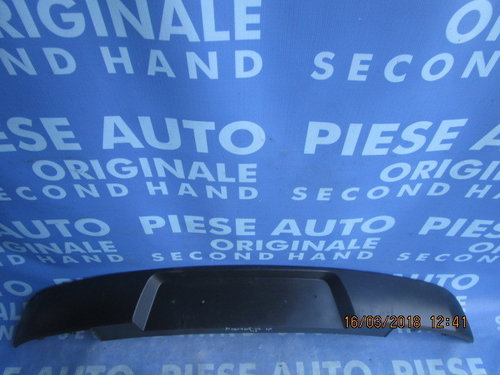 PIESE
ORIGINALE
SECOND HAND
ORIGINALE
SECOND HAND
PIESE AUTO
ORIGINALE
SECOND HAND
PIESE AUTO
ORIGINALE
SECOND HAND
PIESE AUTO
ORIGINALE
SECOND HAND
AUTO
16/03/2018 12:41